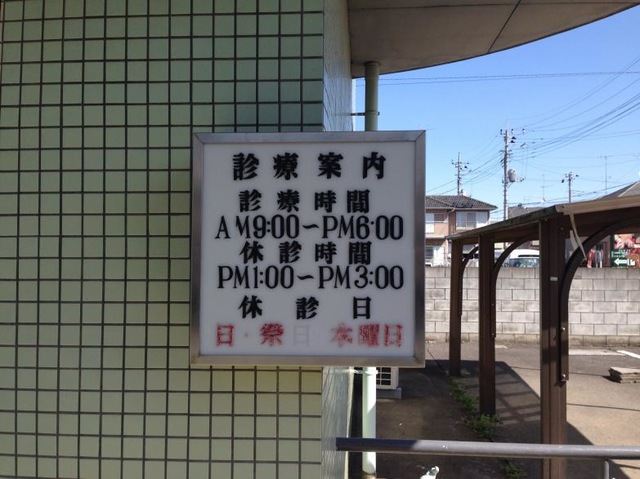 診療案内
診療時間
AM9:00~PM6:00
休診時間
PM1:00~PM3:00
休診日
日・祭日 木曜日